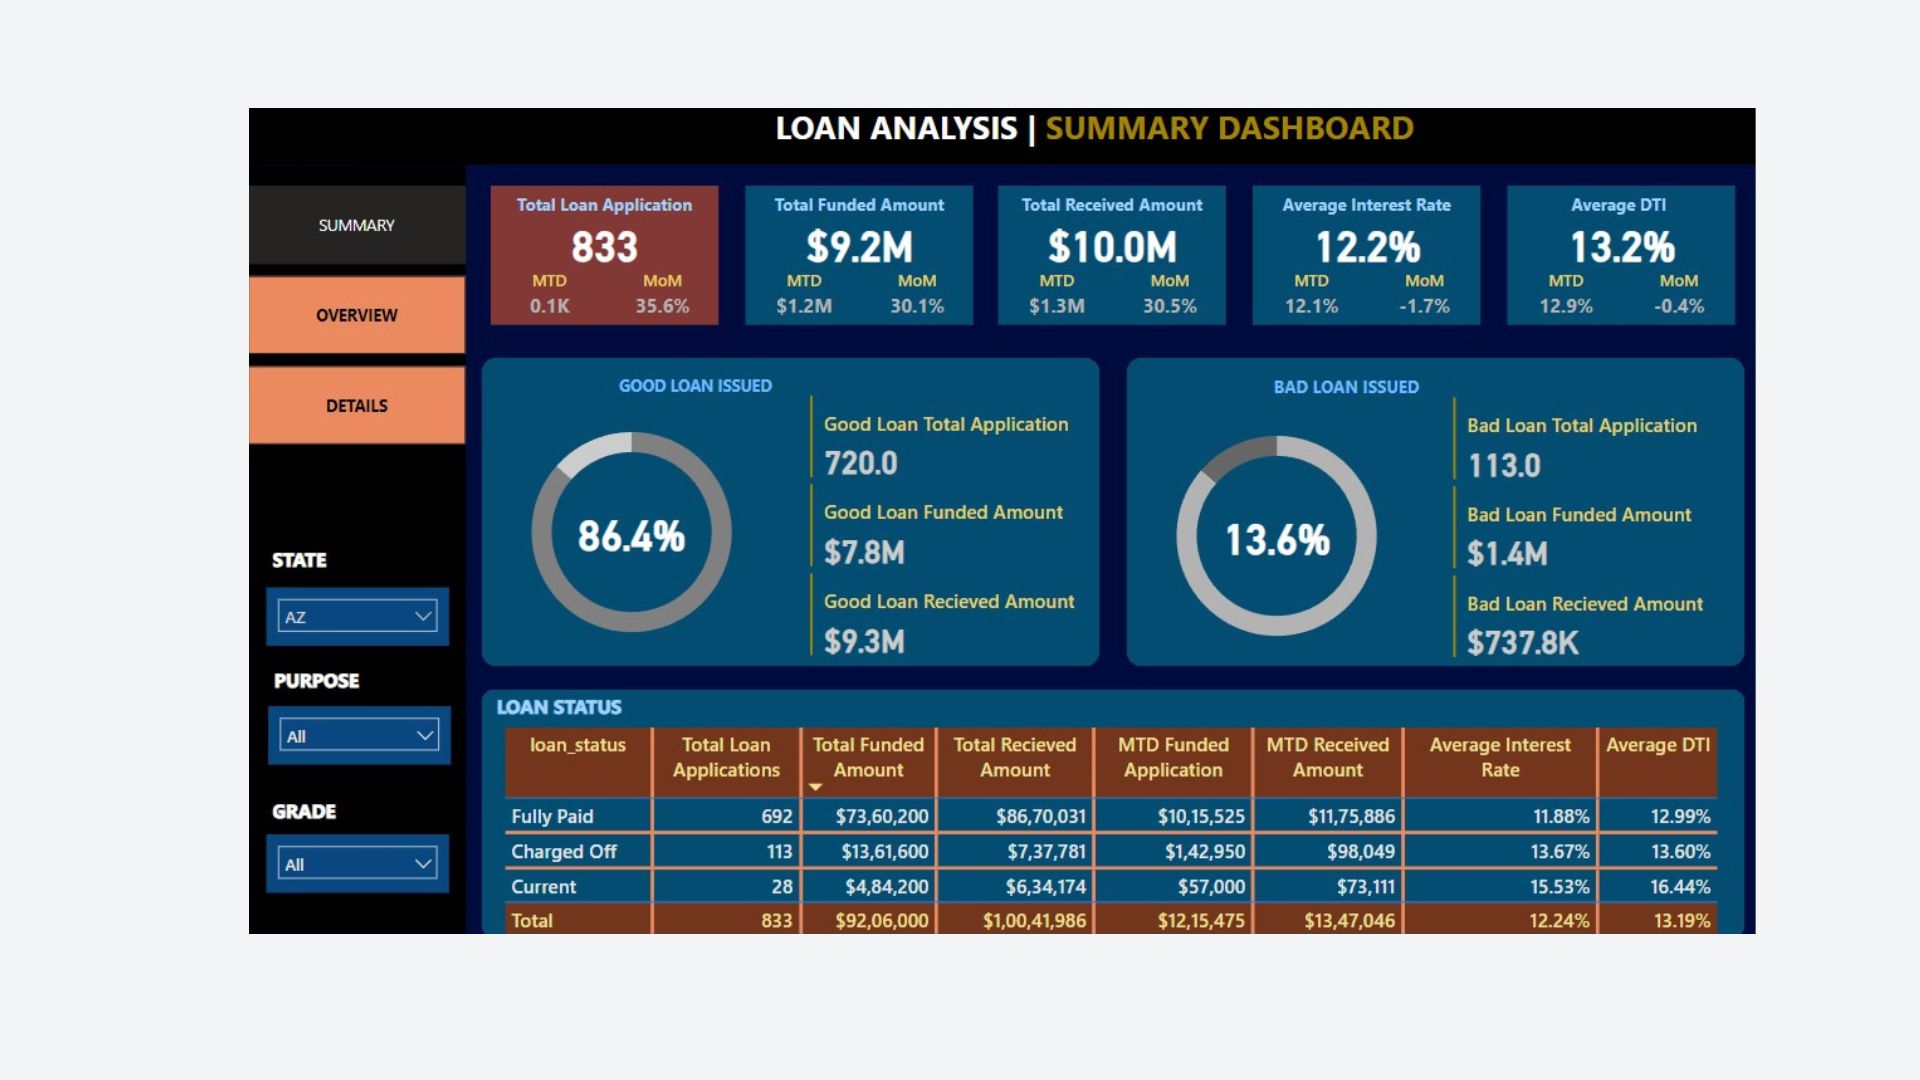 LOAN ANALYSIS | SUMMARY DASHBOARD
SUMMARY
OVERVIEW
DETAILS
STATE
AZ
PURPOSE
All
GRADE
All
Total Loan Application
833
MTD MoM
0.1K 35.6%
Total Funded Amount
$9.2M
MTD MoM
$1.2M 30.1%
Total Received Amount
$10.0M
MTD MoM
$1.3M 30.5%
Average Interest Rate
12.2%
MTD MoM
12.1% -1.7%
Average DTI
13.2%
MTD MoM
12.9% -0.4%
GOOD LOAN ISSUED
86.4%
Good Loan Total Application
720.0
Good Loan Funded Amount
$7.8M
Good Loan Recieved Amount
$9.3M
BAD LOAN ISSUED
13.6%
Bad Loan Total Application
113.0
Bad Loan Funded Amount
$1.4M
Bad Loan Recieved Amount
$737.8K
LOAN STATUS
loan_status Total Loan Total Funded Total Recieved MTD Funded MTD Received Average Interest Average DTI
Applications Amount Amount Application Amount Rate
Fully Paid 692 $73,60,200 $86,70,031 $10,15,525 $11,75,886 11.88% 12.99%
Charged Off 113 $13,61,600 $7,37,781 $1,42,950 $98,049 13.67% 13.60%
Current 28 $4,84,200 $6,34,174 $57,000 $73,111 15.53% 16.44%
Total 833 $92,06,000 $1,00,41,986 $12,15,475 $13,47,046 12.24% 13.19%